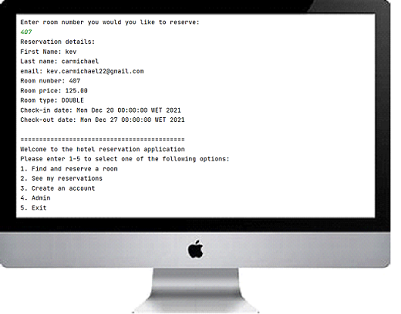 Enter room number you would you like to reserve:
407
Reservation details:
First Name: kev
Last name: carmichael
email: kev.carmichael22@gmail.com
Room number: 407
Room price: 125.80
Room type: DOUBLE
Check-in date: Mon Dec 20 00:00:00 WET 2021
Check-out date: Mon Dec 27 00:00:00 WET 2021
============================================
Welcome to the hotel reservation application
Please enter 1-5 to select one of the following options:
1. Find and reserve a room
2. See my reservations
3. Create an account
4. Admin
5. Exit